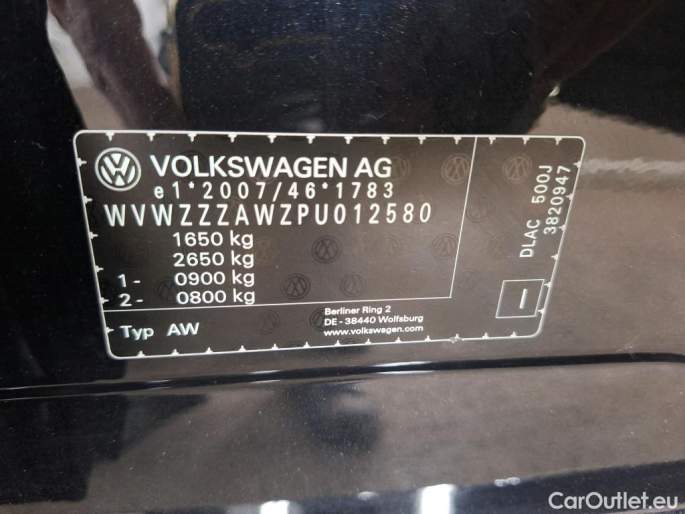 VOLKSWAGEN AG
e1*2007/46*1783
WVWZZZAWZPU012580
1650 kg
2650 kg
1- 0900 kg
2- 0800 kg
Typ AW
Berliner Ring 2
DE - 38440 Wolfsburg
www.volkswagen.com
DLAC 500J
3820947
I
CarOutlet.eu